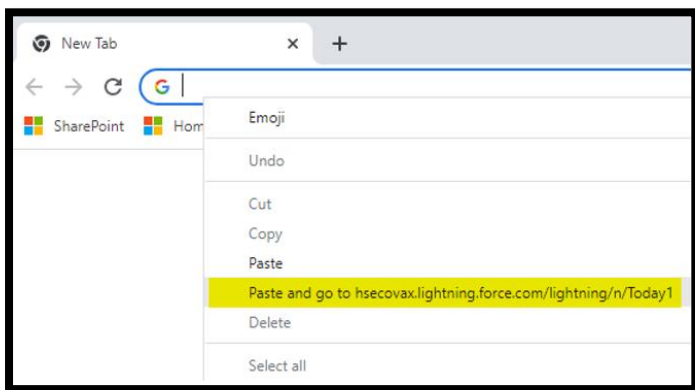 New Tab
SharePoint Hom
Emoji
Undo
Cut
Copy
Paste
Paste and go to hsecovax.lightning.force.com/lightning/n/Today1
Delete
Select all